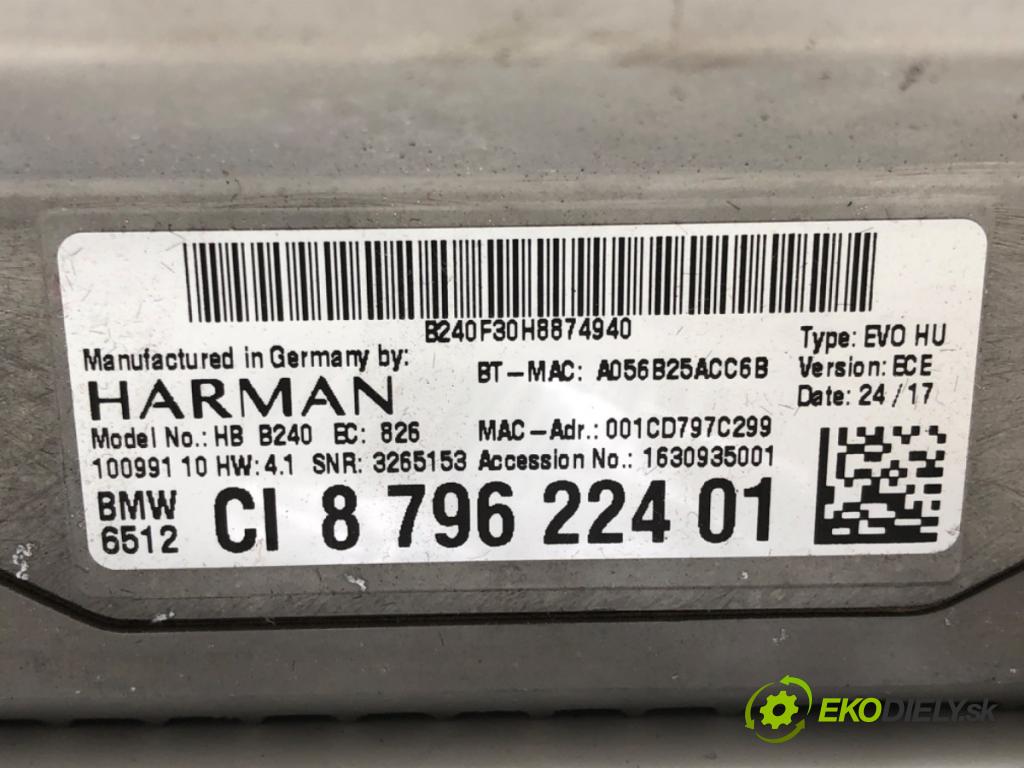 B240F30H8874940
Manufactured in Germany by:
HARMAN
BT-MAC: A056B25ACC6B
Type: EVO HU
Version: ECE
Date: 24/17
Model No.: HB B240 EC: 826
MAC-Adr.: 001CD797C299
10099110 HW: 4.1 SNR: 3265153 Accession No.: 1630935001
BMW
6512
CI 8 796 224 01
EKODIELY.sk